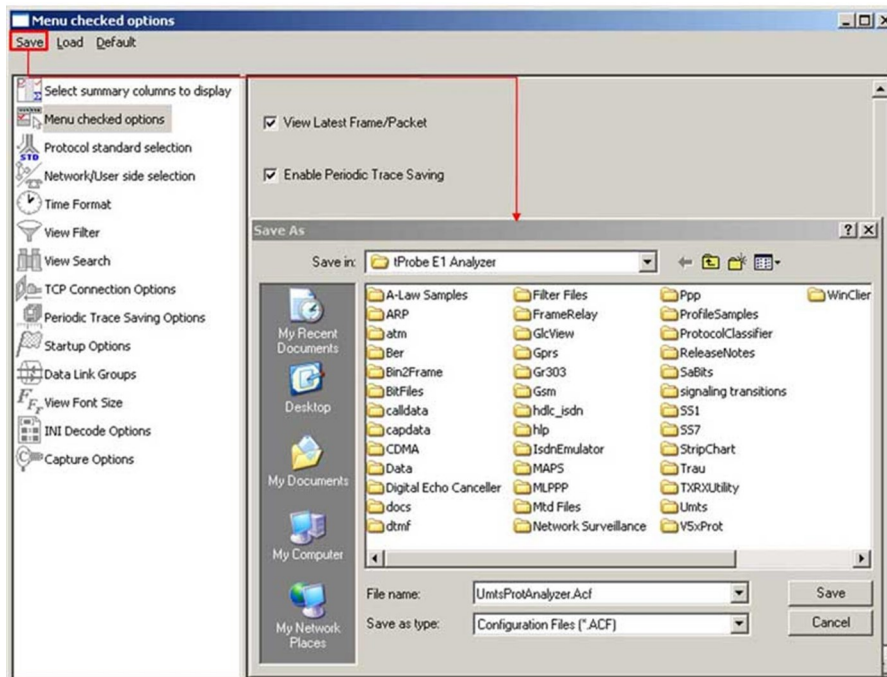 Menu checked options
Save Load Default
Select summary columns to display
Menu checked options
STD Protocol standard selection
Network/User side selection
Time Format
View Filter
View Search
TCP Connection Options
Periodic Trace Saving Options
Startup Options
Data Link Groups
View Font Size
INI Decode Options
Capture Options
View Latest Frame/Packet
Enable Periodic Trace Saving
Save As
Save in: tProbe E1 Analyzer
My Recent Documents
Desktop
My Documents
My Computer
My Network Places
A-Law Samples
ARP
atm
Ber
Bin2Frame
BitFiles
calldata
capdata
CDMA
Data
Digital Echo Canceller
docs
dtmf
Filter Files
FrameRelay
GlcView
Gprs
Gr303
Gsm
hdlc_isdn
hlp
IsdnEmulator
MAPS
MLPPP
Mtd Files
Network Surveillance
Ppp
ProfileSamples
ProtocolClassifier
ReleaseNotes
SaBits
signaling transitions
SS1
SS7
StripChart
Trau
TXRXUtility
Umts
V5xProt
WinClier
File name: UmtsProtAnalyzer.Acf Save
Save as type: Configuration Files (*.ACF) Cancel